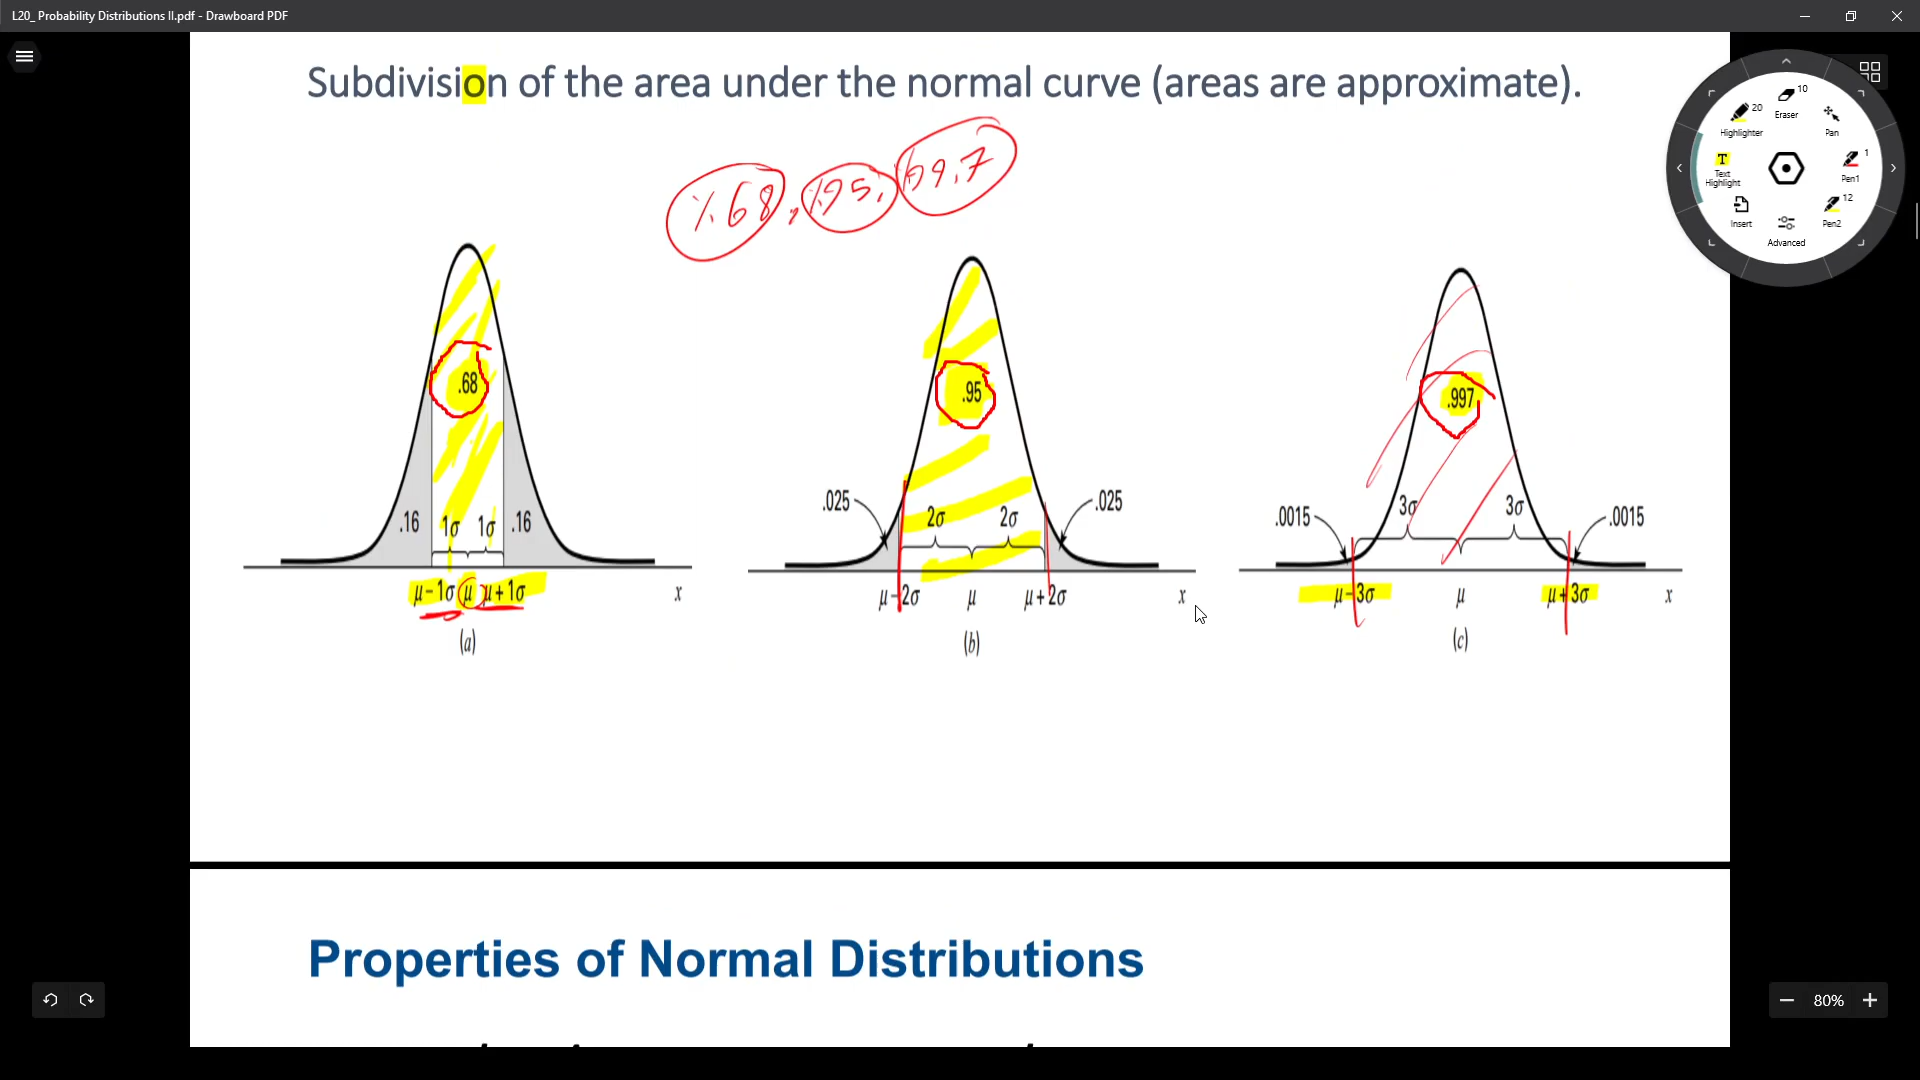 L20_ Probability Distributions II.pdf - Drawboard PDF
Subdivision of the area under the normal curve (areas are approximate).
٪68, ٪95, ٪99,7
10
Eraser
20
Highlighter
Pan
T
Text
Highlight
1
Pen1
Insert
12
Pen2
Advanced
.68
.16
1σ
1σ
.16
μ-1σ μ μ+1σ
x
(a)
.95
.025
.025
2σ
2σ
μ-2σ
μ
μ+2σ
x
(b)
.997
.0015
3σ
3σ
.0015
μ-3σ
μ
μ+3σ
x
(c)
Properties of Normal Distributions
80%